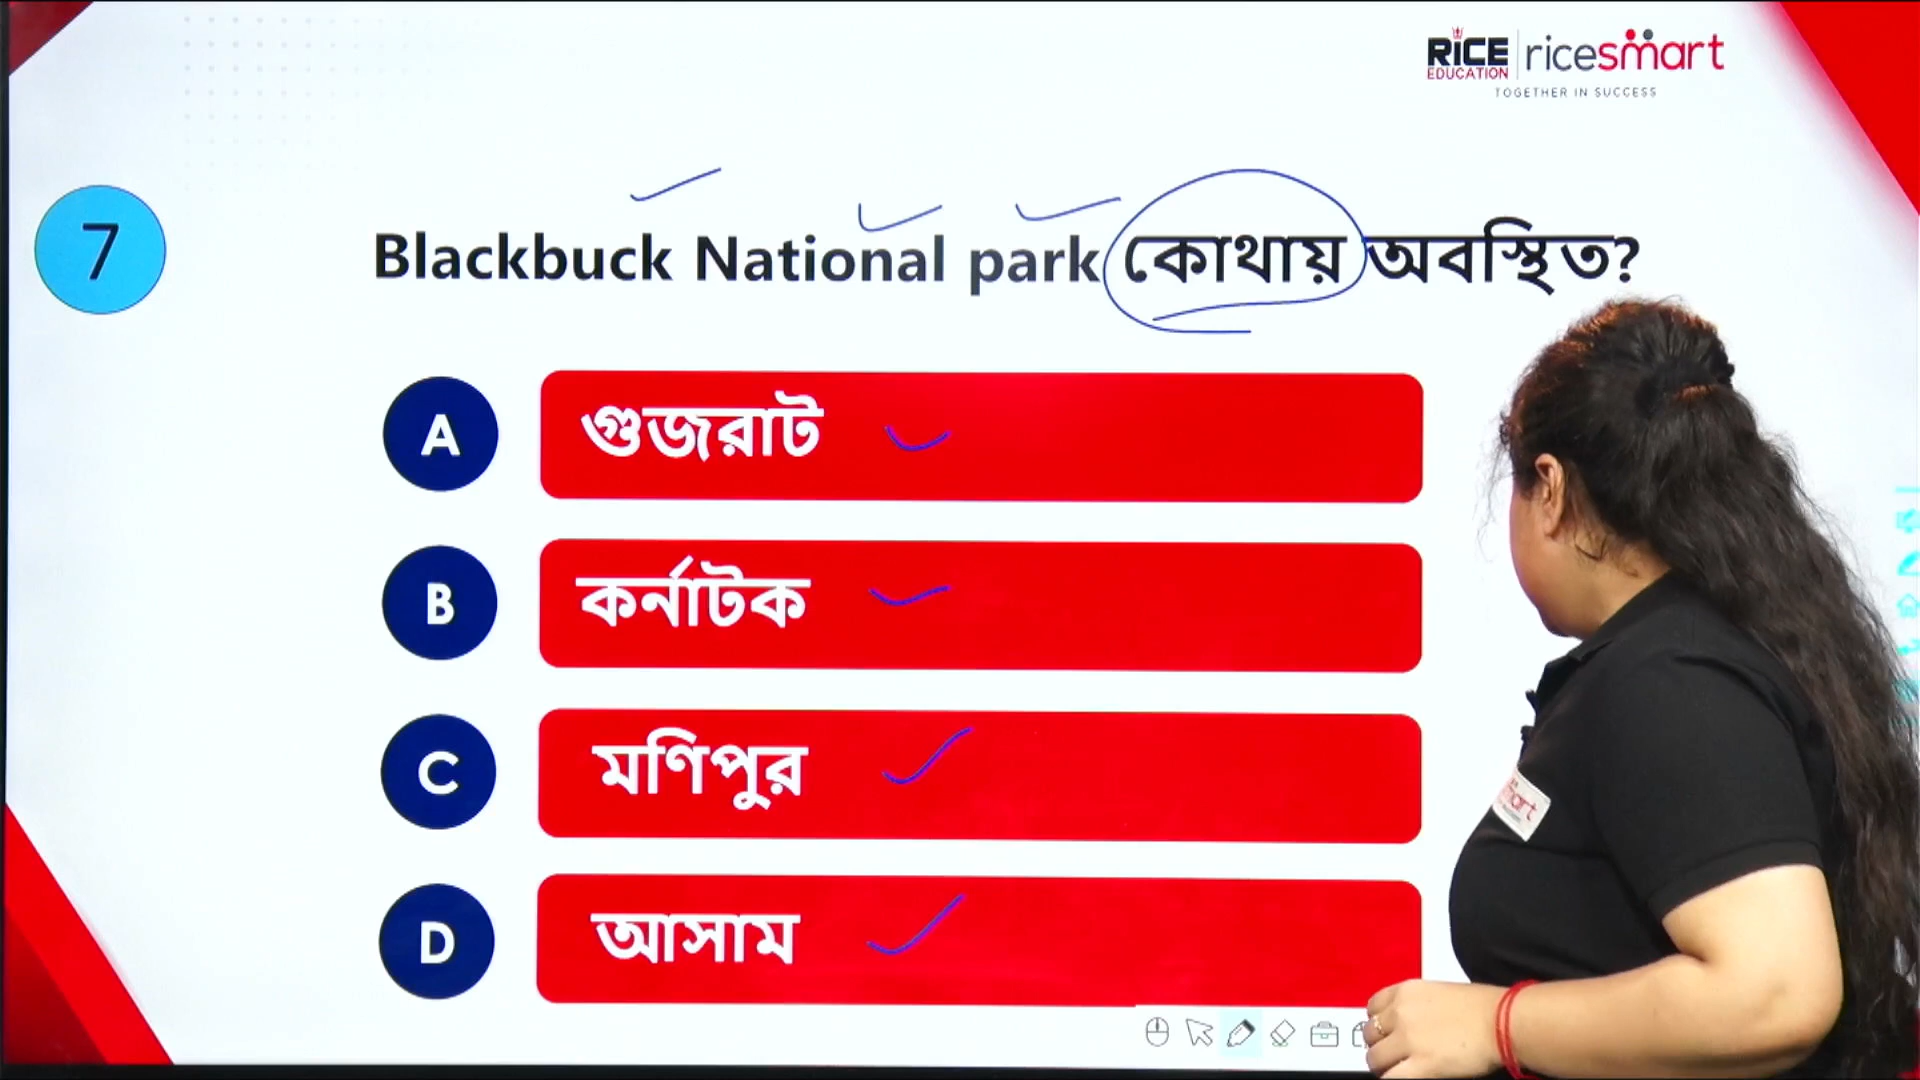 RICE EDUCATION ricesmart
TOGETHER IN SUCCESS
7 Blackbuck National park কোথায় অবস্থিত?
A গুজরাট
B কর্নাটক
C মণিপুর
D আসাম